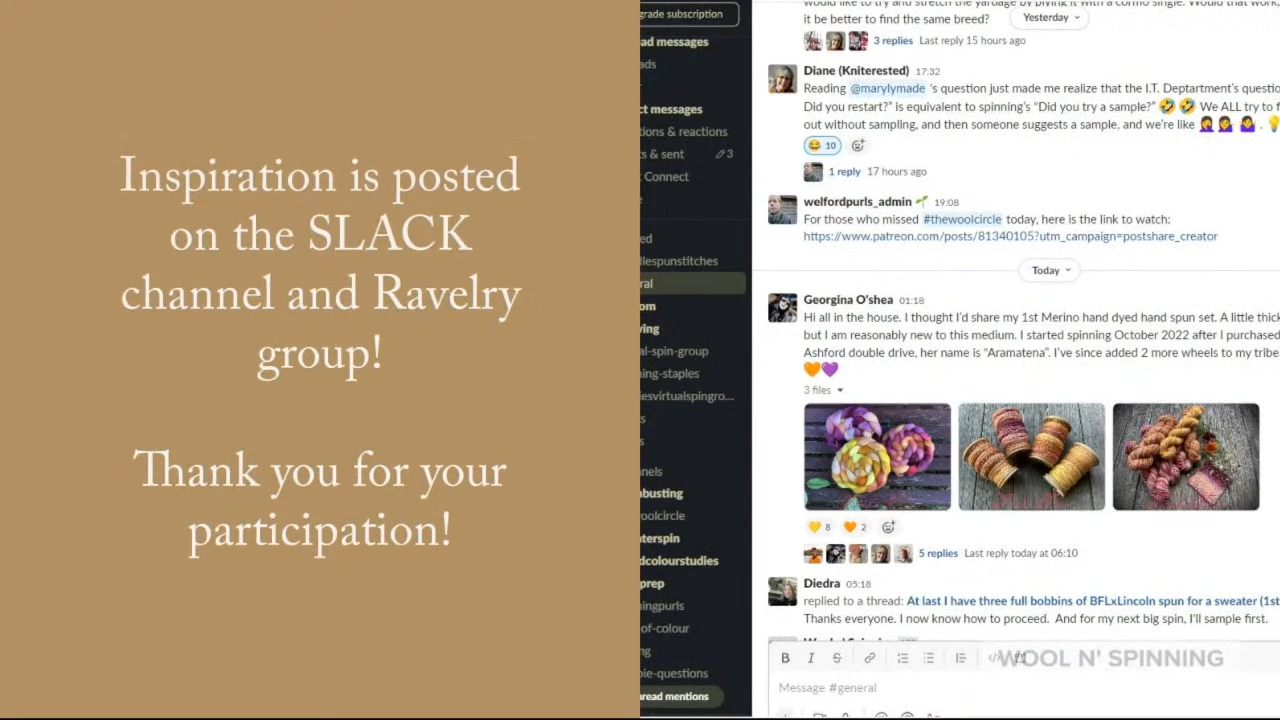 Inspiration is posted
on the SLACK
channel and Ravelry
group!
Thank you for your
participation!
grade subscription
ad messages
ads
ct messages
tions & reactions
ts & sent
3
Connect
ed
llespunstitches
ral
om
ing
al-spin-group
ning-staples
esvirtualspingro...
ts
s
nels
busting
oolcircle
terspin
dcolourstudies
prep
ningpurls
-of-colour
ng
bie-questions
read mentions
would like to try and stretch the yardage by plying it with a cormo single. Would that work,
it be better to find the same breed?
Yesterday
3 replies Last reply 15 hours ago
Diane (Kniterested) 17:32
Reading @marylymade 's question just made me realize that the I.T. Deptartment's questio
Did you restart?" is equivalent to spinning's "Did you try a sample?" 🤣 🤣 We ALL try to f
out without sampling, and then someone suggests a sample, and we're like
10
1 reply 17 hours ago
welfordpurls_admin 19:08
For those who missed #thewoolcircle today, here is the link to watch:
https://www.patreon.com/posts/81340105?utm_campaign=postshare_creator
Today
Georgina O'shea 01:18
Hi all in the house. I thought I'd share my 1st Merino hand dyed hand spun set. A little thick
but I am reasonably new to this medium. I started spinning October 2022 after I purchased
Ashford double drive, her name is "Aramatena". I've since added 2 more wheels to my tribe
🧡💜
3 files
8 2
5 replies Last reply today at 06:10
Diedra 05:18
replied to a thread: At last I have three full bobbins of BFLxLincoln spun for a sweater (1st
Thanks everyone. I now know how to proceed. And for my next big spin, I'll sample first.
B I S
WOOL N' SPINNING
Message #general